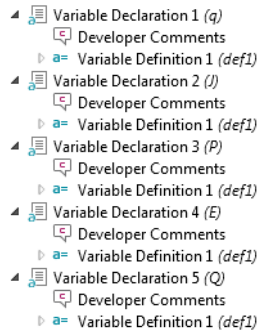 Variable Declaration 1 (q)
Developer Comments
a= Variable Definition 1 (def1)
Variable Declaration 2 (J)
Developer Comments
a= Variable Definition 1 (def1)
Variable Declaration 3 (P)
Developer Comments
a= Variable Definition 1 (def1)
Variable Declaration 4 (E)
Developer Comments
a= Variable Definition 1 (def1)
Variable Declaration 5 (Q)
Developer Comments
a= Variable Definition 1 (def1)